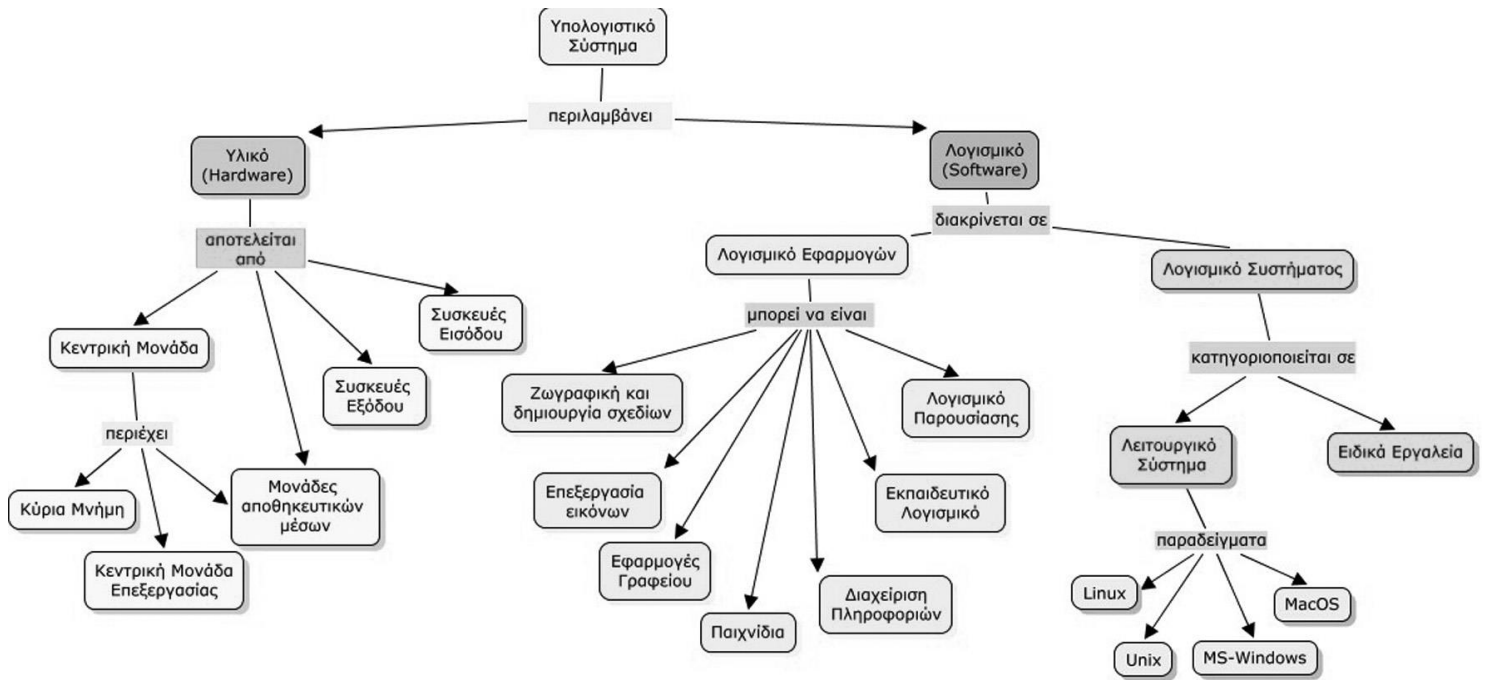 Υπολογιστικό
Σύστημα
περιλαμβάνει
Υλικό
(Hardware)
Λογισμικό
(Software)
αποτελείται
από
διακρίνεται σε
Λογισμικό Εφαρμογών
Λογισμικό Συστήματος
Κεντρική Μονάδα
Συσκευές
Εξόδου
Συσκευές
Εισόδου
περιέχει
Κύρια Μνήμη
Κεντρική Μονάδα
Επεξεργασίας
Μονάδες
αποθηκευτικών
μέσων
μπορεί να είναι
Ζωγραφική και
δημιουργία σχεδίων
Επεξεργασία
εικόνων
Εφαρμογές
Γραφείου
Παιχνίδια
Διαχείριση
Πληροφοριών
Εκπαιδευτικό
Λογισμικό
Λογισμικό
Παρουσίασης
κατηγοριοποιείται σε
Λειτουργικό
Σύστημα
Ειδικά Εργαλεία
παραδείγματα
Linux
Unix
MS-Windows
MacOS